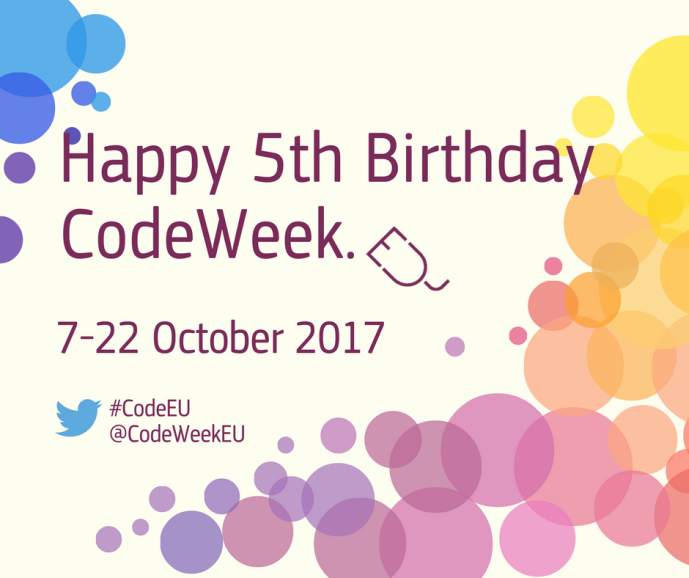 Happy 5th Birthday
CodeWeek.
7-22 October 2017
#CodeEU
@CodeWeekEU